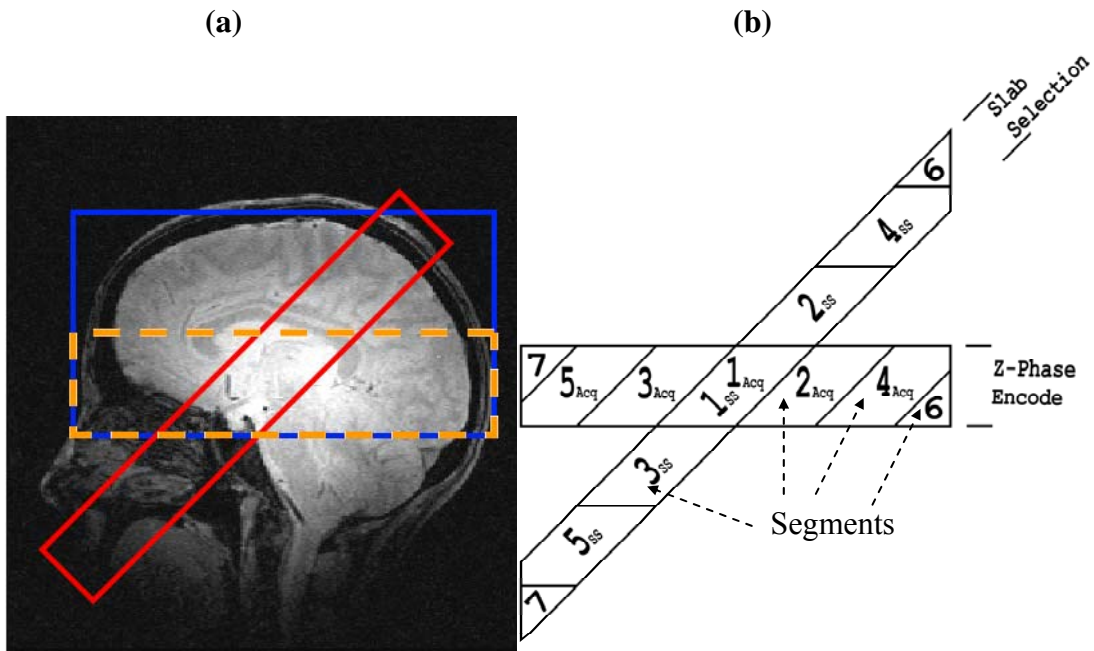 (a)
(b)
Slab
Selection
6
4ss
2ss
7
5Acq
3Acq
1Acq
1ss
2Acq
4Acq
6
Z-Phase
Encode
3ss
Segments
5ss
7